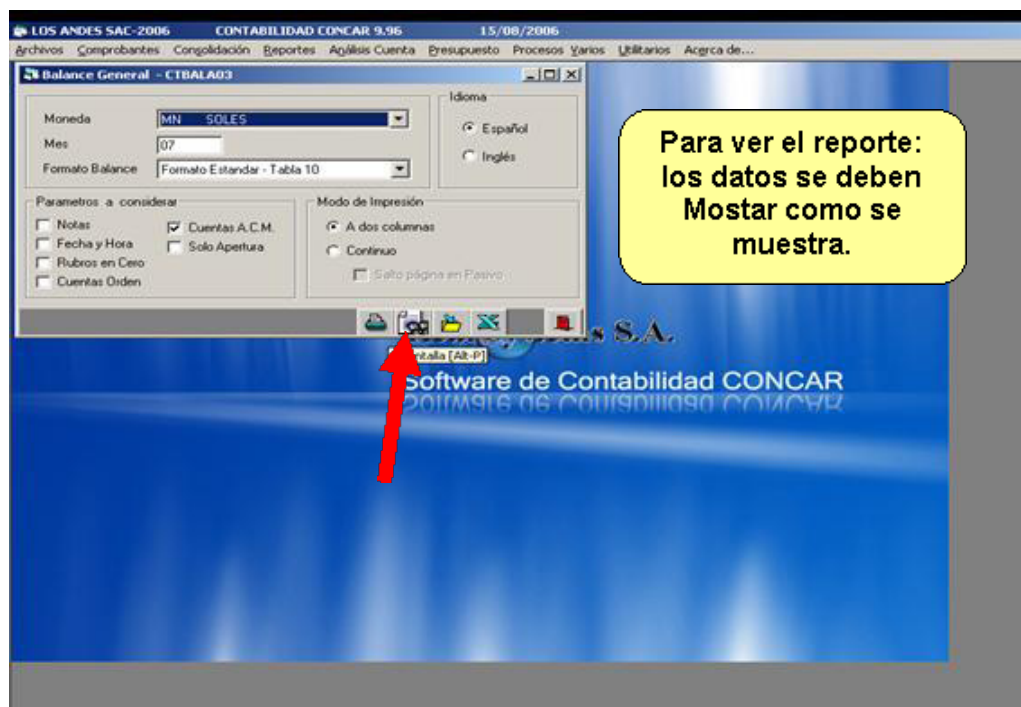 LOS ANDES SAC-2006 CONTABILIDAD CONCAR 9.96 15/08/2006
Archivos Comprobantes Consolidación Reportes Análisis Cuenta Presupuesto Procesos Varios Utilitarios Acerca de...
Balance General - CTBALA03
Moneda MN SOLES
Mes 07
Formato Balance Formato Estandar - Tabla 10
Idioma
Español
Inglés
Parametros a considerar
Notas Cuentas A.C.M.
Fecha y Hora Solo Apertura
Rubros en Cero
Cuentas Orden
Modo de Impresión
A dos columnas
Continuo
Salto página en Pasivo
Para ver el reporte:
los datos se deben
Mostar como se
muestra.
S.A.
[Alt-P]
Software de Contabilidad CONCAR